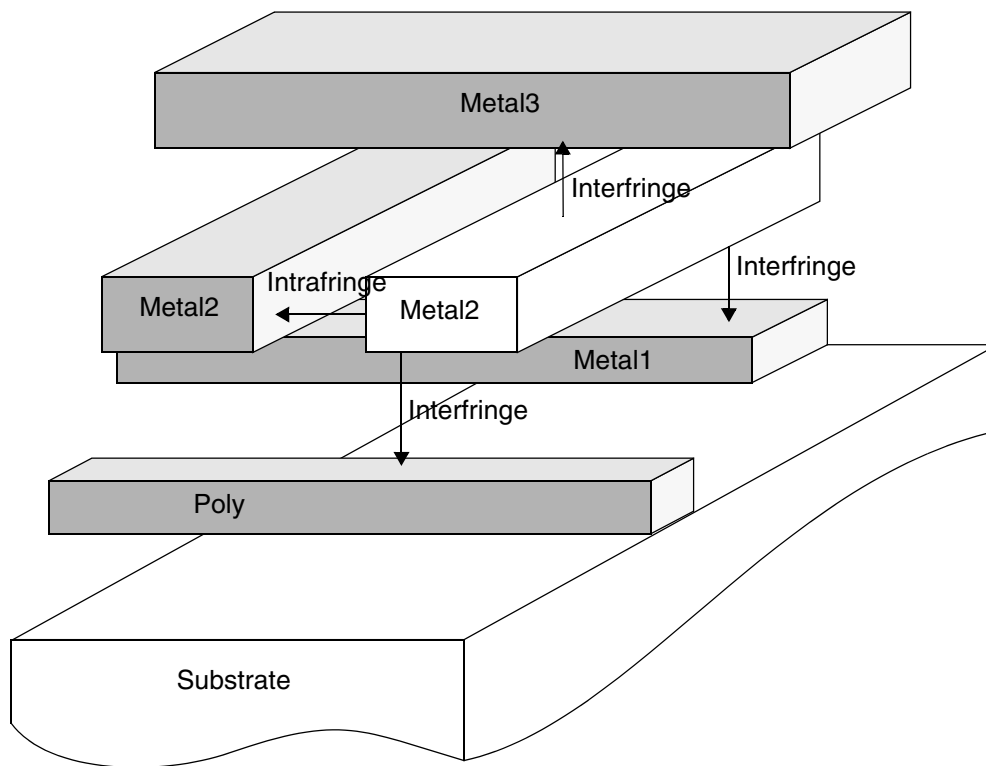 Metal3
Interfringe
Intrafringe
Interfringe
Metal2
Metal2
Metal1
Interfringe
Poly
Substrate